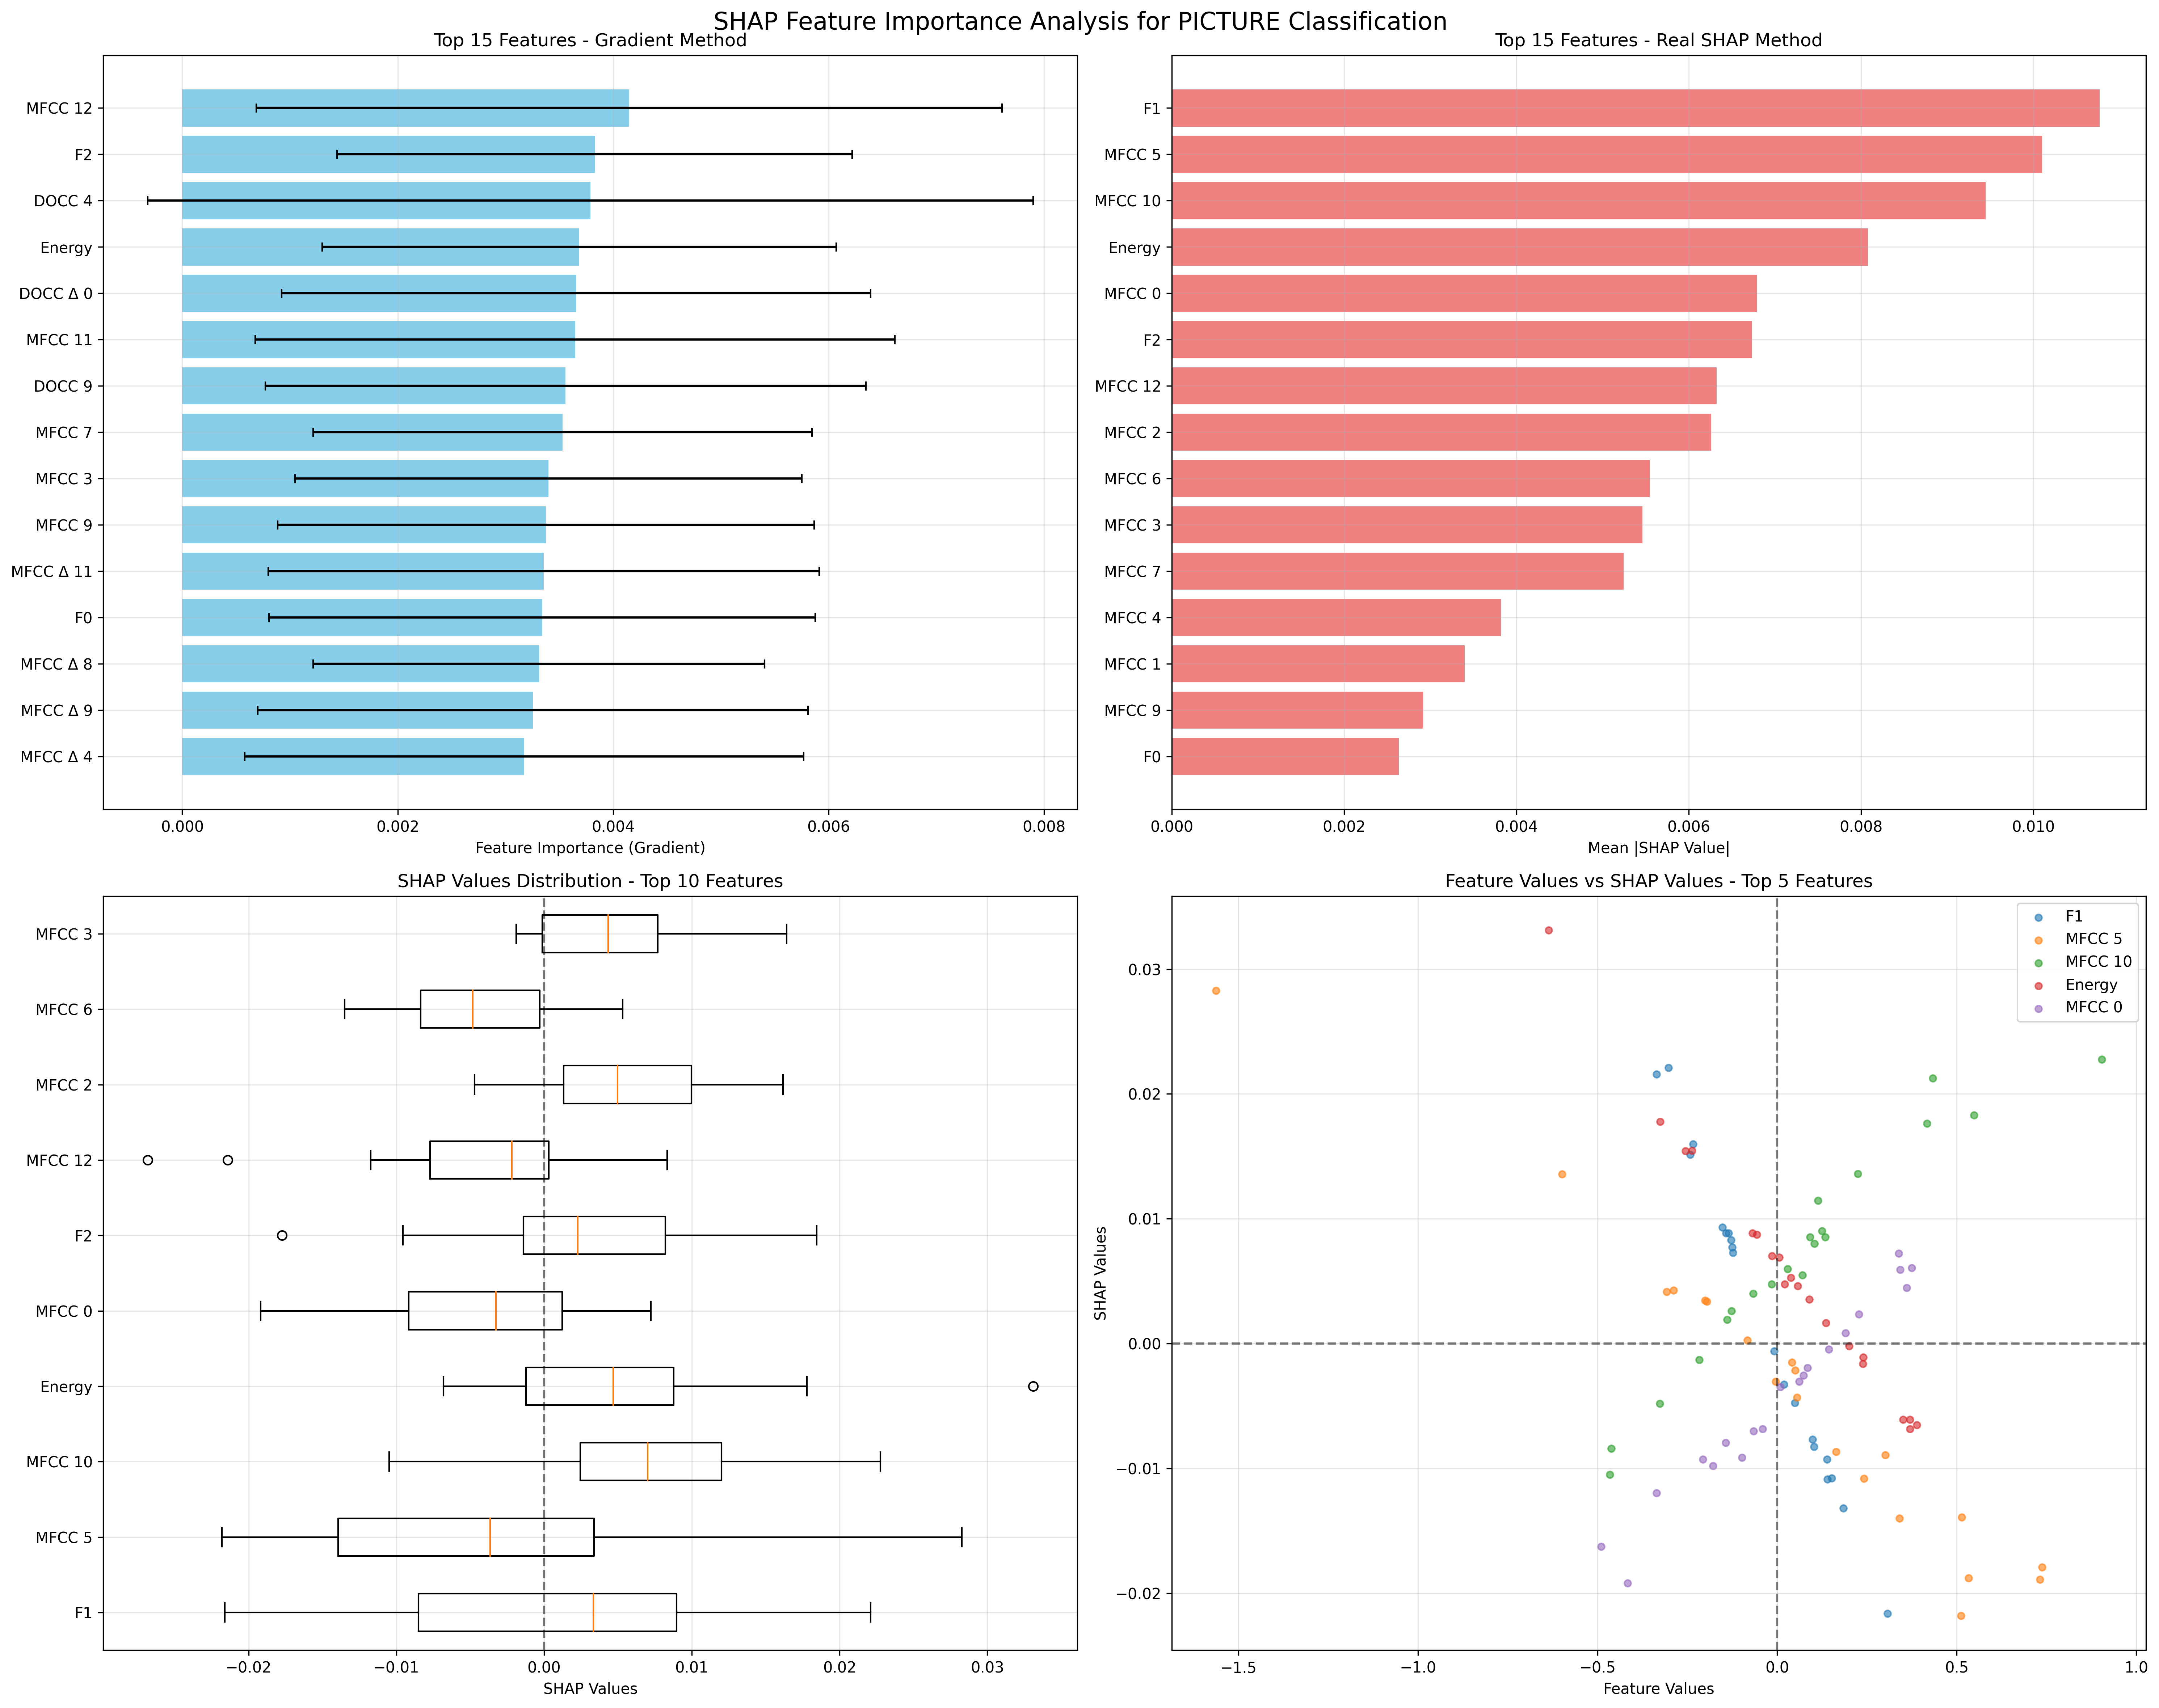 SHAP Feature Importance Analysis for PICTURE Classification
Top 15 Features - Gradient Method
MFCC 12
F2
DOCC 4
Energy
DOCC Δ 0
MFCC 11
DOCC 9
MFCC 7
MFCC 3
MFCC 9
MFCC Δ 11
F0
MFCC Δ 8
MFCC Δ 9
MFCC Δ 4
0.000 0.002 0.004 0.006 0.008
Feature Importance (Gradient)
Top 15 Features - Real SHAP Method
F1
MFCC 5
MFCC 10
Energy
MFCC 0
F2
MFCC 12
MFCC 2
MFCC 6
MFCC 3
MFCC 7
MFCC 4
MFCC 1
MFCC 9
F0
0.000 0.002 0.004 0.006 0.008 0.010
Mean |SHAP Value|
SHAP Values Distribution - Top 10 Features
MFCC 3
MFCC 6
MFCC 2
MFCC 12
F2
MFCC 0
Energy
MFCC 10
MFCC 5
F1
−0.02 −0.01 0.00 0.01 0.02 0.03
SHAP Values
Feature Values vs SHAP Values - Top 5 Features
F1
MFCC 5
MFCC 10
Energy
MFCC 0
SHAP Values
0.03
0.02
0.01
0.00
−0.01
−0.02
−1.5 −1.0 −0.5 0.0 0.5 1.0
Feature Values